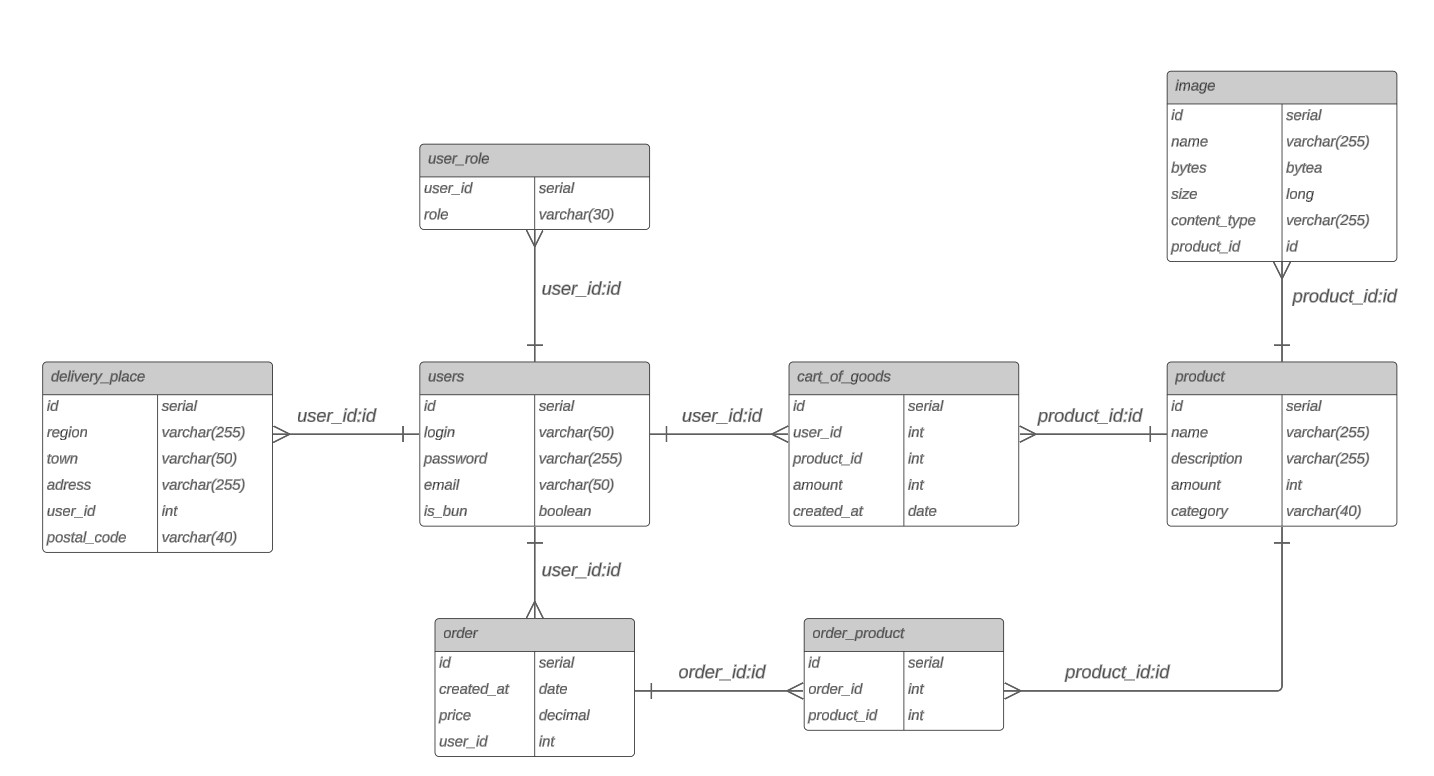 image
id serial
name varchar(255)
bytes bytea
size long
content_type verchar(255)
product_id id
user_role
user_id serial
role varchar(30)
user_id:id
product_id:id
delivery_place
id serial
region varchar(255)
town varchar(50)
adress varchar(255)
user_id int
postal_code varchar(40)
user_id:id
users
id serial
login varchar(50)
password varchar(255)
email varchar(50)
is_bun boolean
user_id:id
cart_of_goods
id serial
user_id int
product_id int
amount int
created_at date
product_id:id
product
id serial
name varchar(255)
description varchar(255)
amount int
category varchar(40)
user_id:id
order
id serial
created_at date
price decimal
user_id int
order_id:id
order_product
id serial
order_id int
product_id int
product_id:id